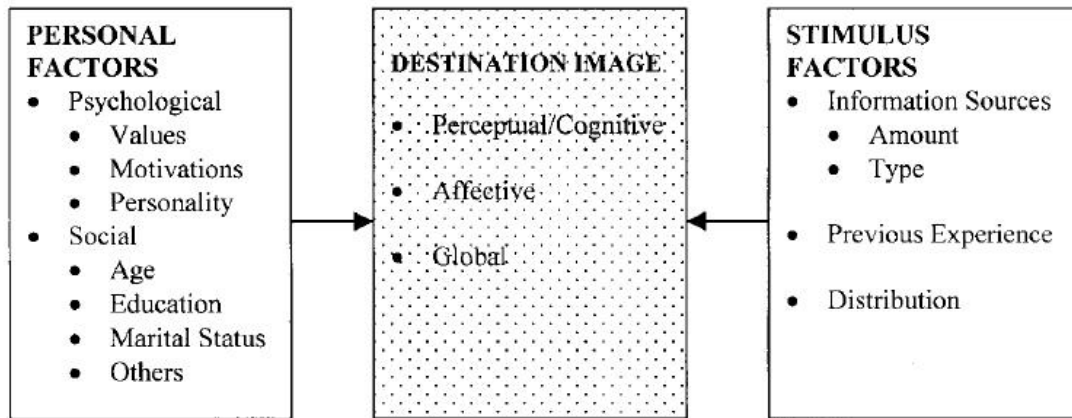 PERSONAL
FACTORS
• Psychological
• Values
• Motivations
• Personality
• Social
• Age
• Education
• Marital Status
• Others
DESTINATION IMAGE
• Perceptual/Cognitive
• Affective
• Global
STIMULUS
FACTORS
• Information Sources
• Amount
• Type
• Previous Experience
• Distribution